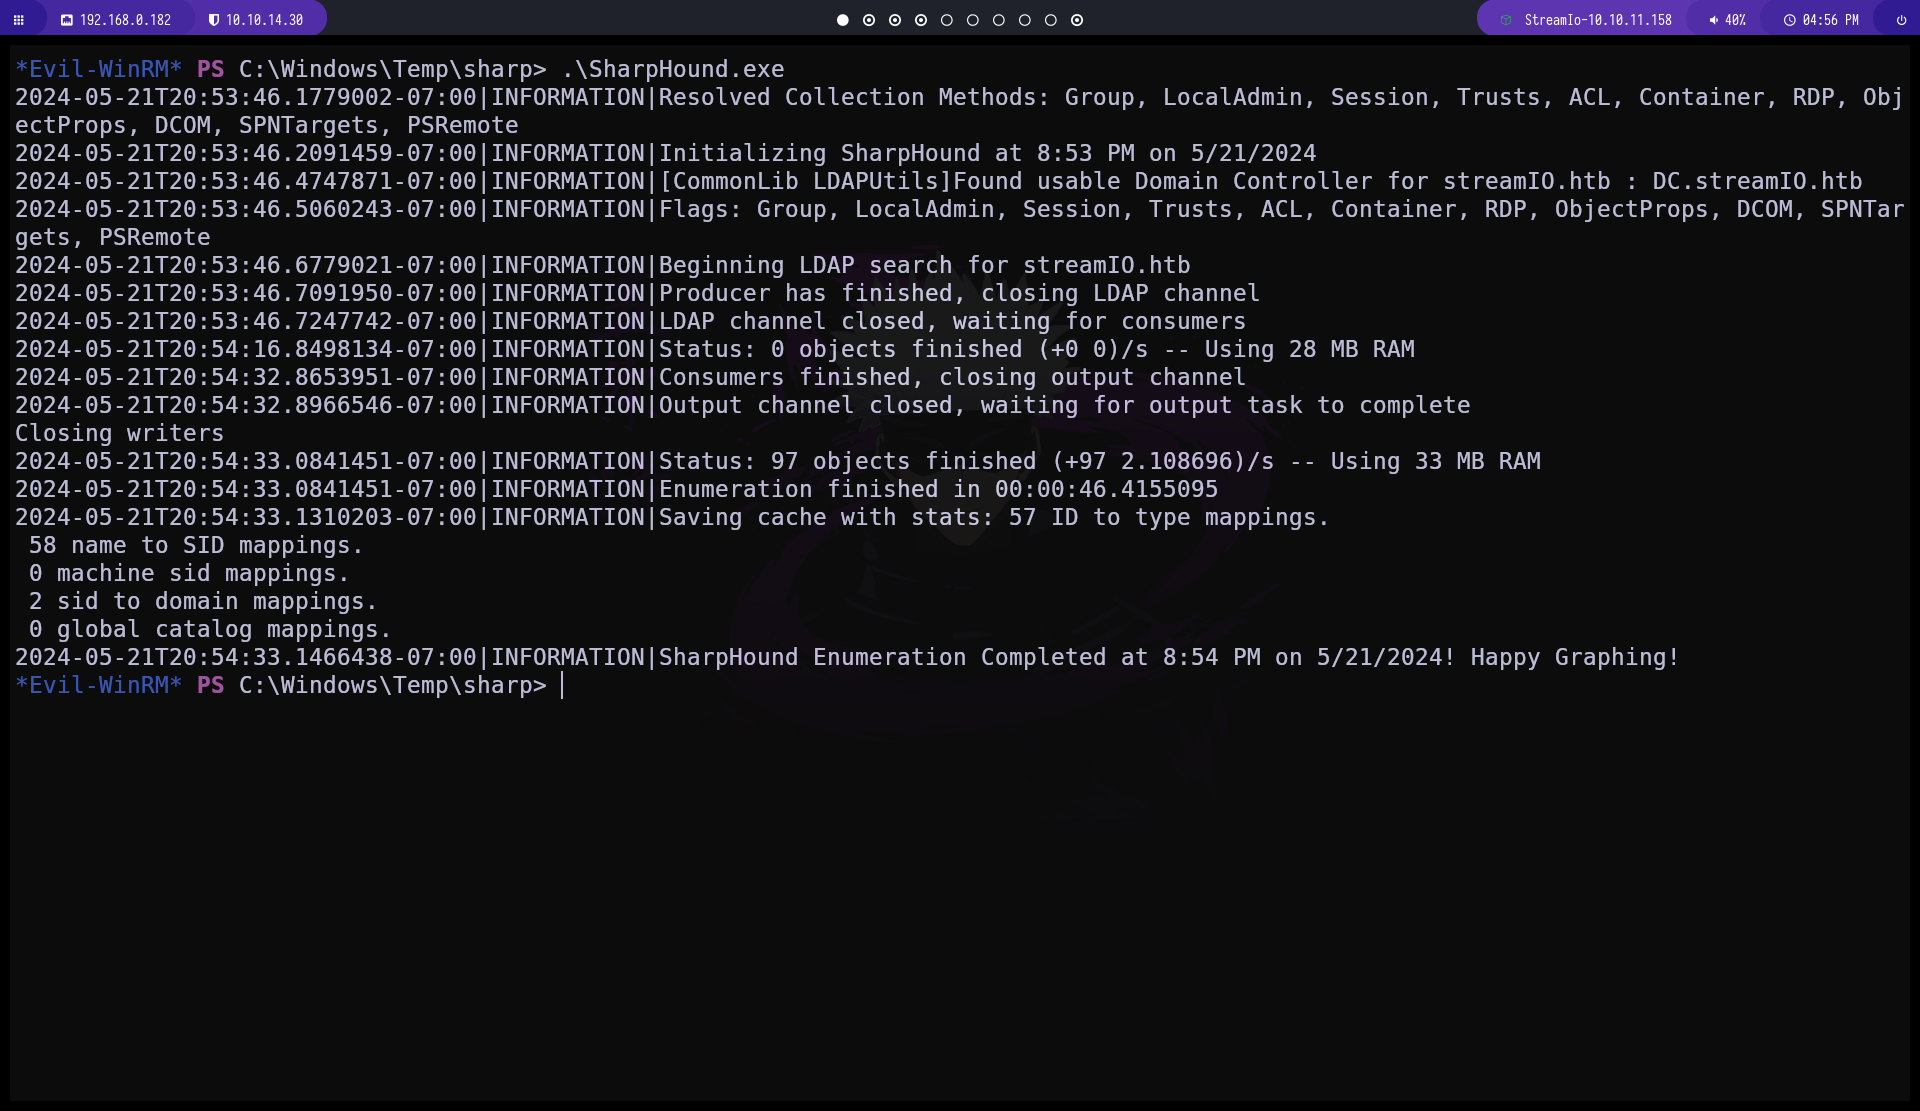 192.168.0.182 10.10.14.30 StreamIo-10.10.11.158 40% 04:56 PM
*Evil-WinRM* PS C:\Windows\Temp\sharp> .\SharpHound.exe
2024-05-21T20:53:46.1779002-07:00|INFORMATION|Resolved Collection Methods: Group, LocalAdmin, Session, Trusts, ACL, Container, RDP, Obj
ectProps, DCOM, SPNTargets, PSRemote
2024-05-21T20:53:46.2091459-07:00|INFORMATION|Initializing SharpHound at 8:53 PM on 5/21/2024
2024-05-21T20:53:46.4747871-07:00|INFORMATION|[CommonLib LDAPUtils]Found usable Domain Controller for streamIO.htb : DC.streamIO.htb
2024-05-21T20:53:46.5060243-07:00|INFORMATION|Flags: Group, LocalAdmin, Session, Trusts, ACL, Container, RDP, ObjectProps, DCOM, SPNTar
gets, PSRemote
2024-05-21T20:53:46.6779021-07:00|INFORMATION|Beginning LDAP search for streamIO.htb
2024-05-21T20:53:46.7091950-07:00|INFORMATION|Producer has finished, closing LDAP channel
2024-05-21T20:53:46.7247742-07:00|INFORMATION|LDAP channel closed, waiting for consumers
2024-05-21T20:54:16.8498134-07:00|INFORMATION|Status: 0 objects finished (+0 0)/s -- Using 28 MB RAM
2024-05-21T20:54:32.8653951-07:00|INFORMATION|Consumers finished, closing output channel
2024-05-21T20:54:32.8966546-07:00|INFORMATION|Output channel closed, waiting for output task to complete
Closing writers
2024-05-21T20:54:33.0841451-07:00|INFORMATION|Status: 97 objects finished (+97 2.108696)/s -- Using 33 MB RAM
2024-05-21T20:54:33.0841451-07:00|INFORMATION|Enumeration finished in 00:00:46.4155095
2024-05-21T20:54:33.1310203-07:00|INFORMATION|Saving cache with stats: 57 ID to type mappings.
 58 name to SID mappings.
 0 machine sid mappings.
 2 sid to domain mappings.
 0 global catalog mappings.
2024-05-21T20:54:33.1466438-07:00|INFORMATION|SharpHound Enumeration Completed at 8:54 PM on 5/21/2024! Happy Graphing!
*Evil-WinRM* PS C:\Windows\Temp\sharp>